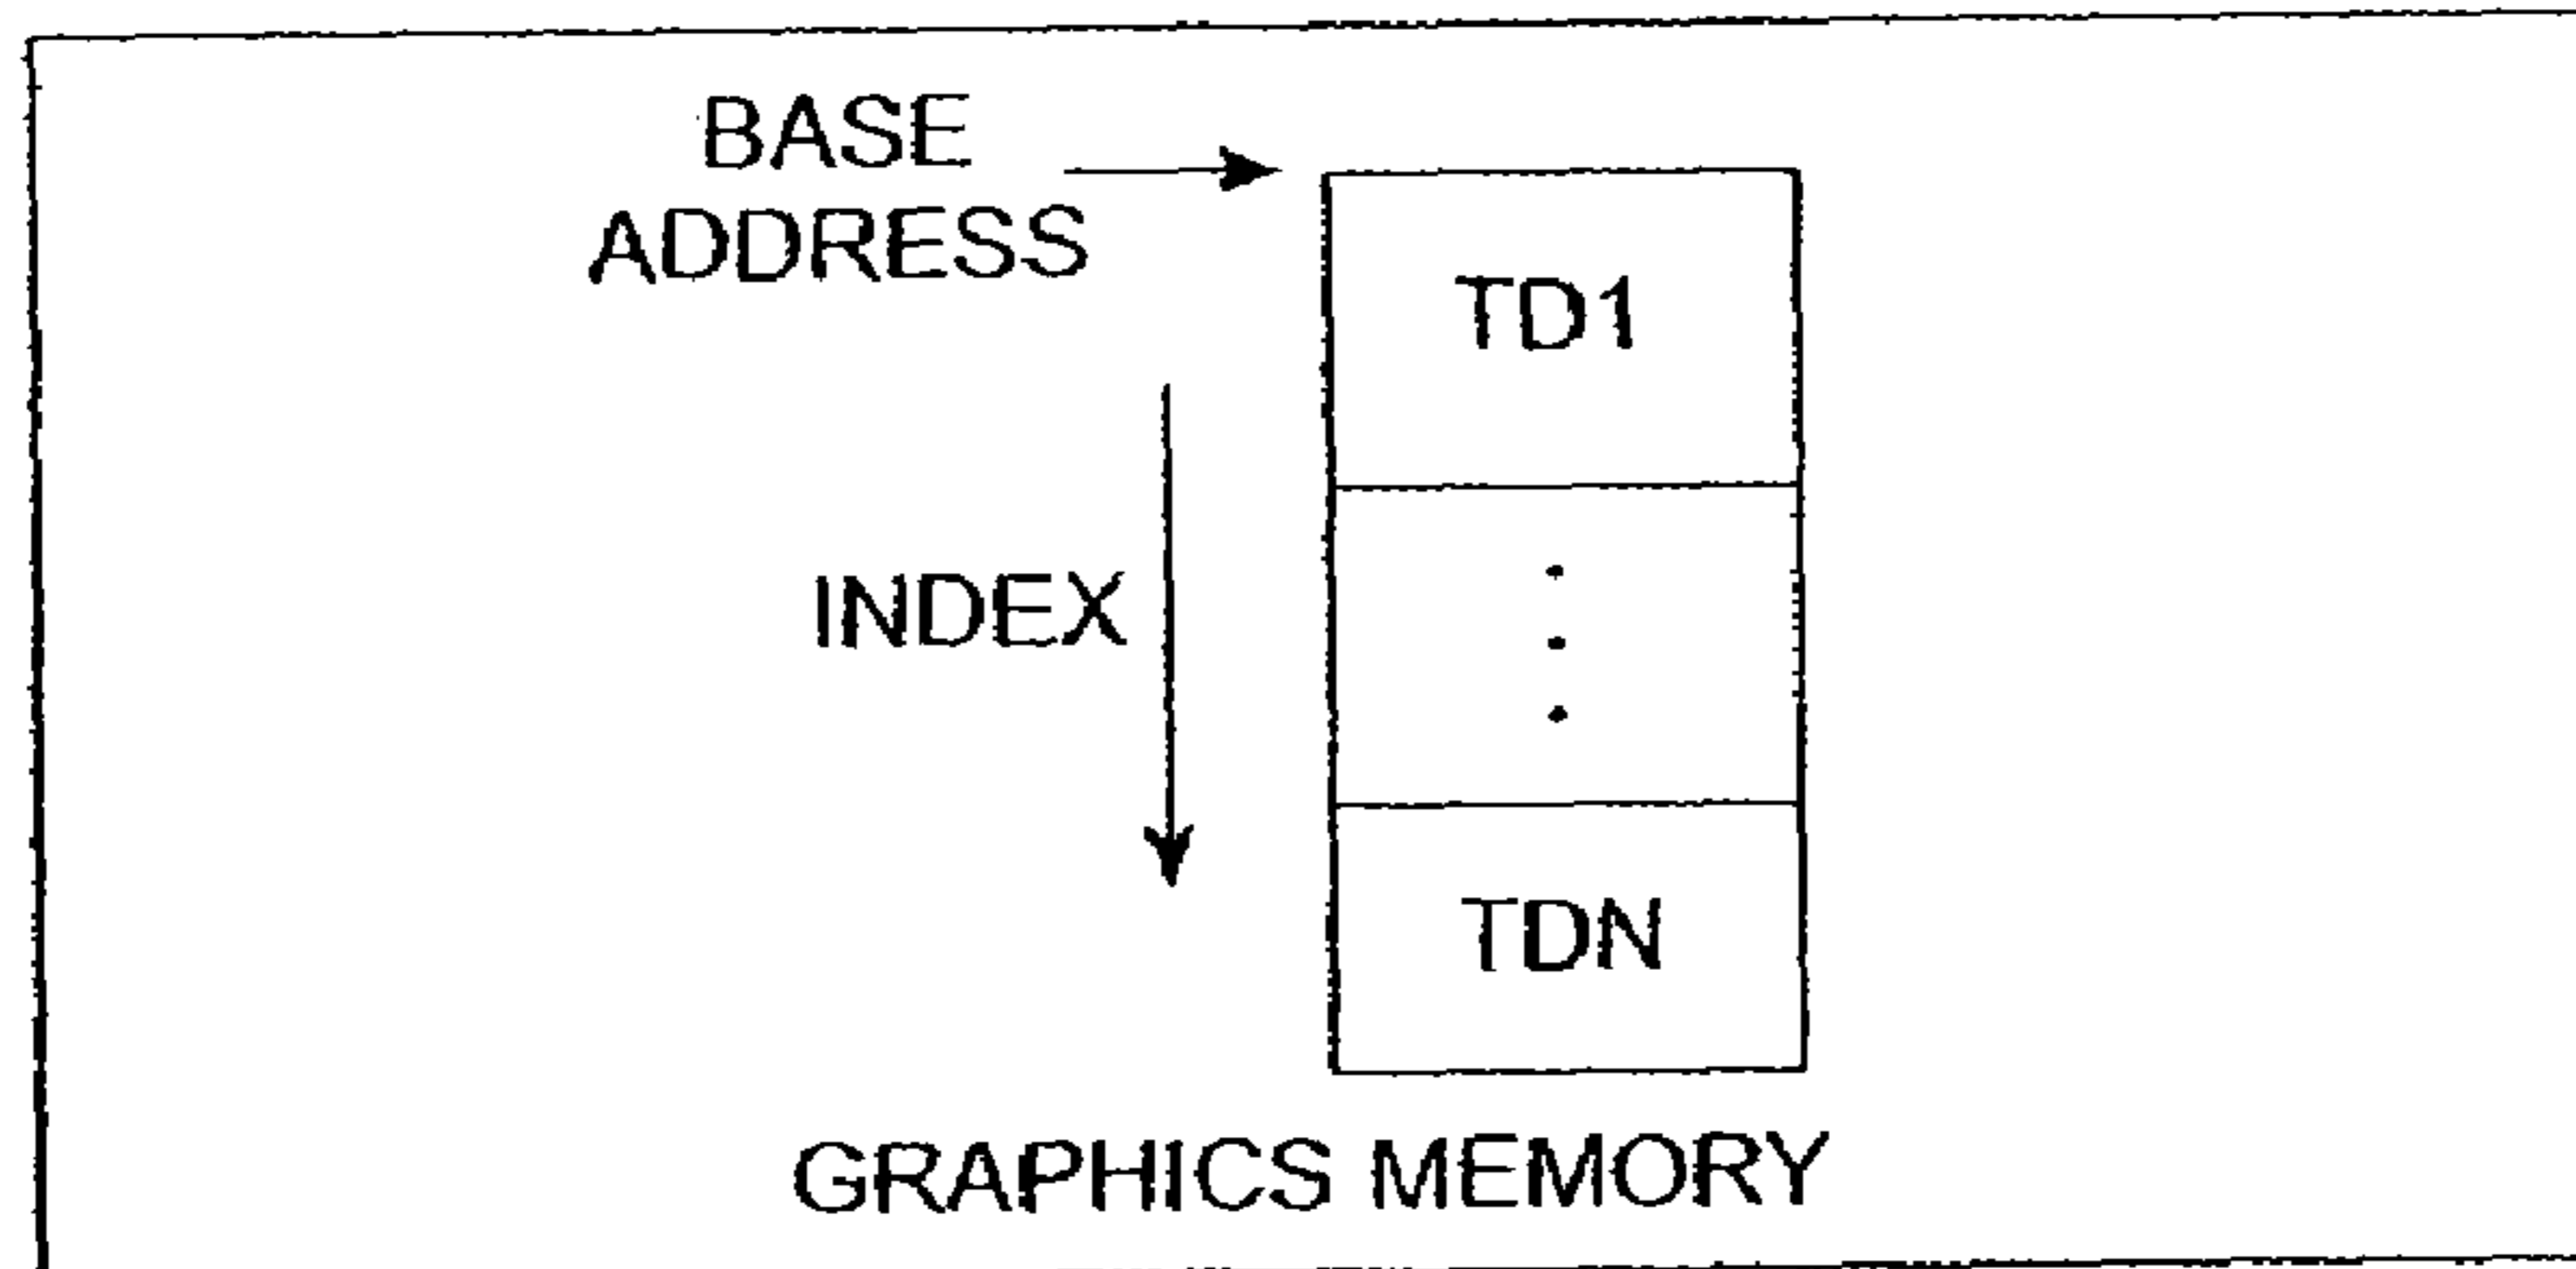 BASE
ADDRESS
TD1
INDEX
TDN
GRAPHICS MEMORY